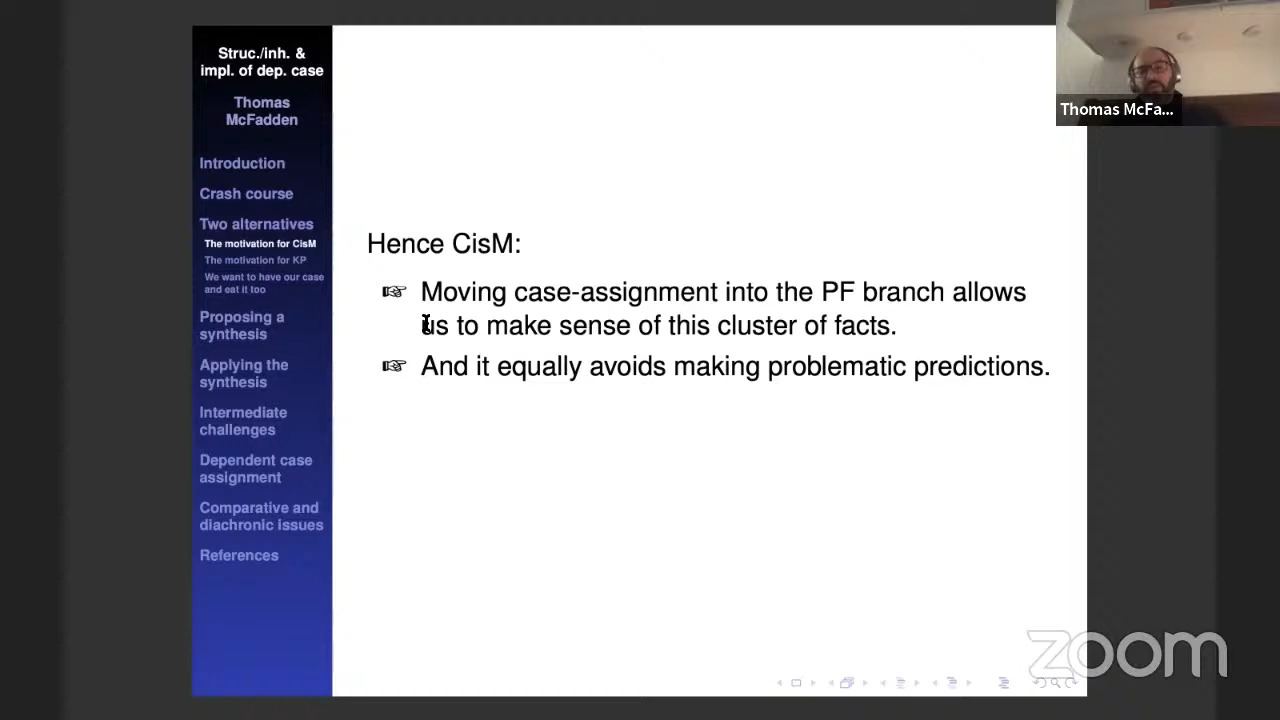 Struc./inh. &
impl. of dep. case
Thomas
McFadden
Introduction
Crash course
Two alternatives
The motivation for CisM
The motivation for KP
We want to have our case
and eat it too
Proposing a
synthesis
Applying the
synthesis
Intermediate
challenges
Dependent case
assignment
Comparative and
diachronic issues
References
Hence CisM:
Moving case-assignment into the PF branch allows
us to make sense of this cluster of facts.
And it equally avoids making problematic predictions.
Thomas McFa...
zoom